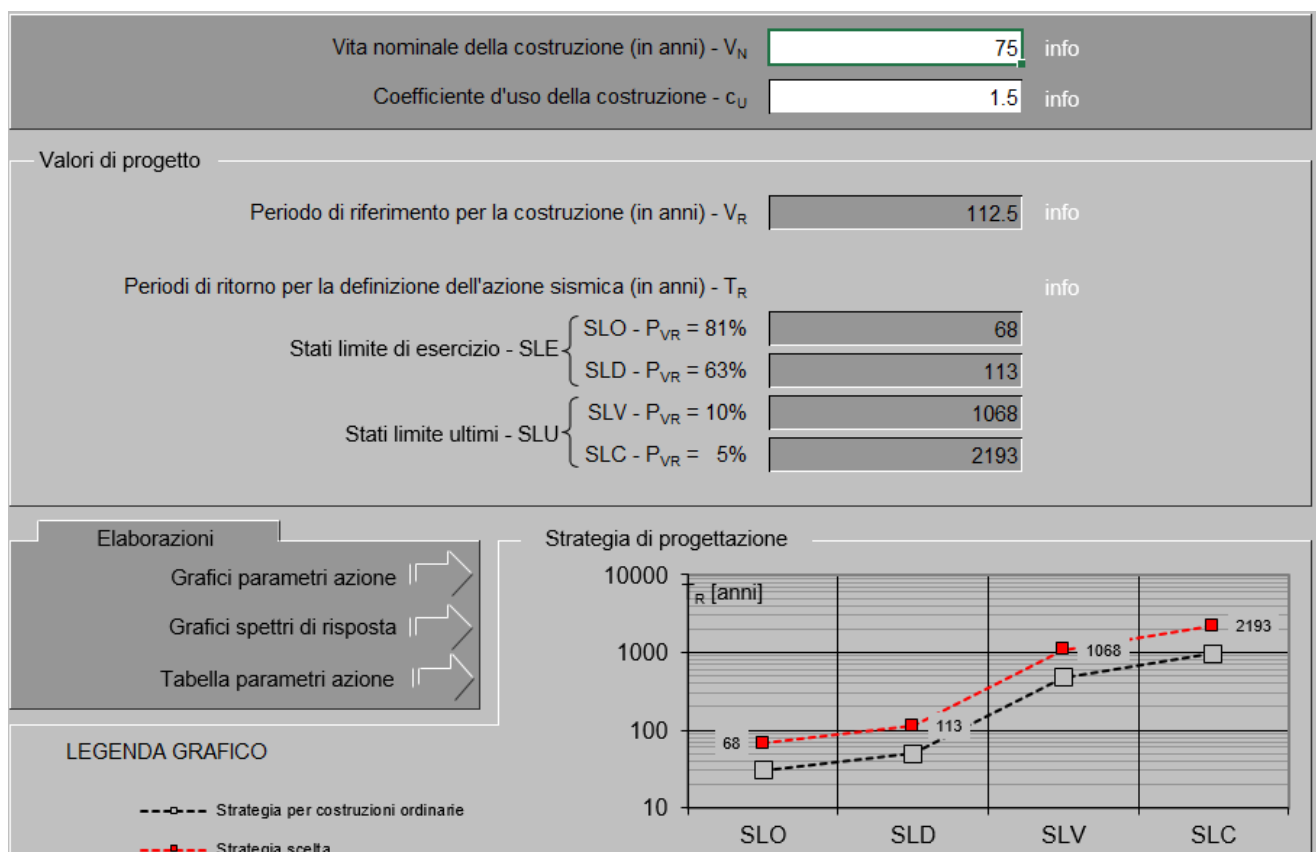 Vita nominale della costruzione (in anni) - VN 75 info
Coefficiente d'uso della costruzione - cU 1.5 info
Valori di progetto
Periodo di riferimento per la costruzione (in anni) - VR 112.5 info
Periodi di ritorno per la definizione dell'azione sismica (in anni) - TR info
Stati limite di esercizio - SLE
SLO - PVR = 81% 68
SLD - PVR = 63% 113
Stati limite ultimi - SLU
SLV - PVR = 10% 1068
SLC - PVR = 5% 2193
Elaborazioni
Grafici parametri azione
Grafici spettri di risposta
Tabella parametri azione
Strategia di progettazione
TR [anni]
10000
1000
100
10
68
113
1068
2193
SLO SLD SLV SLC
LEGENDA GRAFICO
Strategia per costruzioni ordinarie
Strategia scelta